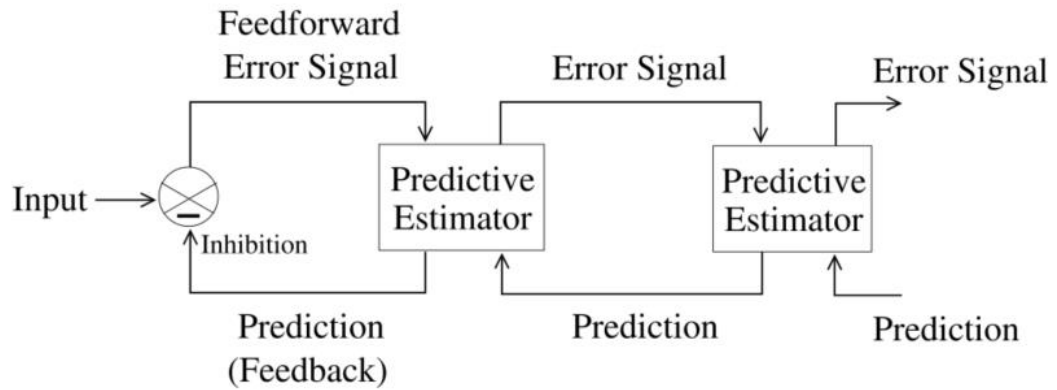 Feedforward
Error Signal
Error Signal
Error Signal
Input
Predictive
Estimator
Predictive
Estimator
Inhibition
Prediction
(Feedback)
Prediction
Prediction